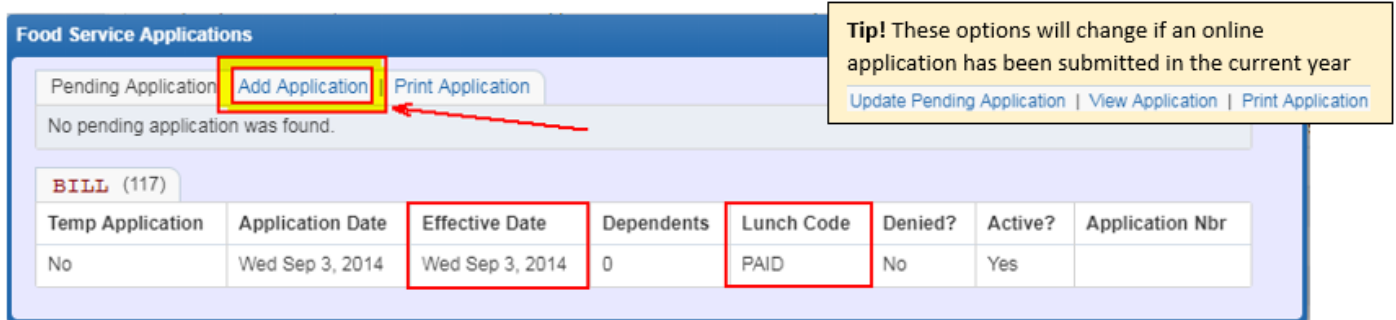 Food Service Applications
Tip! These options will change if an online
application has been submitted in the current year
Update Pending Application | View Application | Print Application
Pending Application Add Application | Print Application
No pending application was found.
BILL (117)
Temp Application Application Date Effective Date Dependents Lunch Code Denied? Active? Application Nbr
No Wed Sep 3, 2014 Wed Sep 3, 2014 0 PAID No Yes